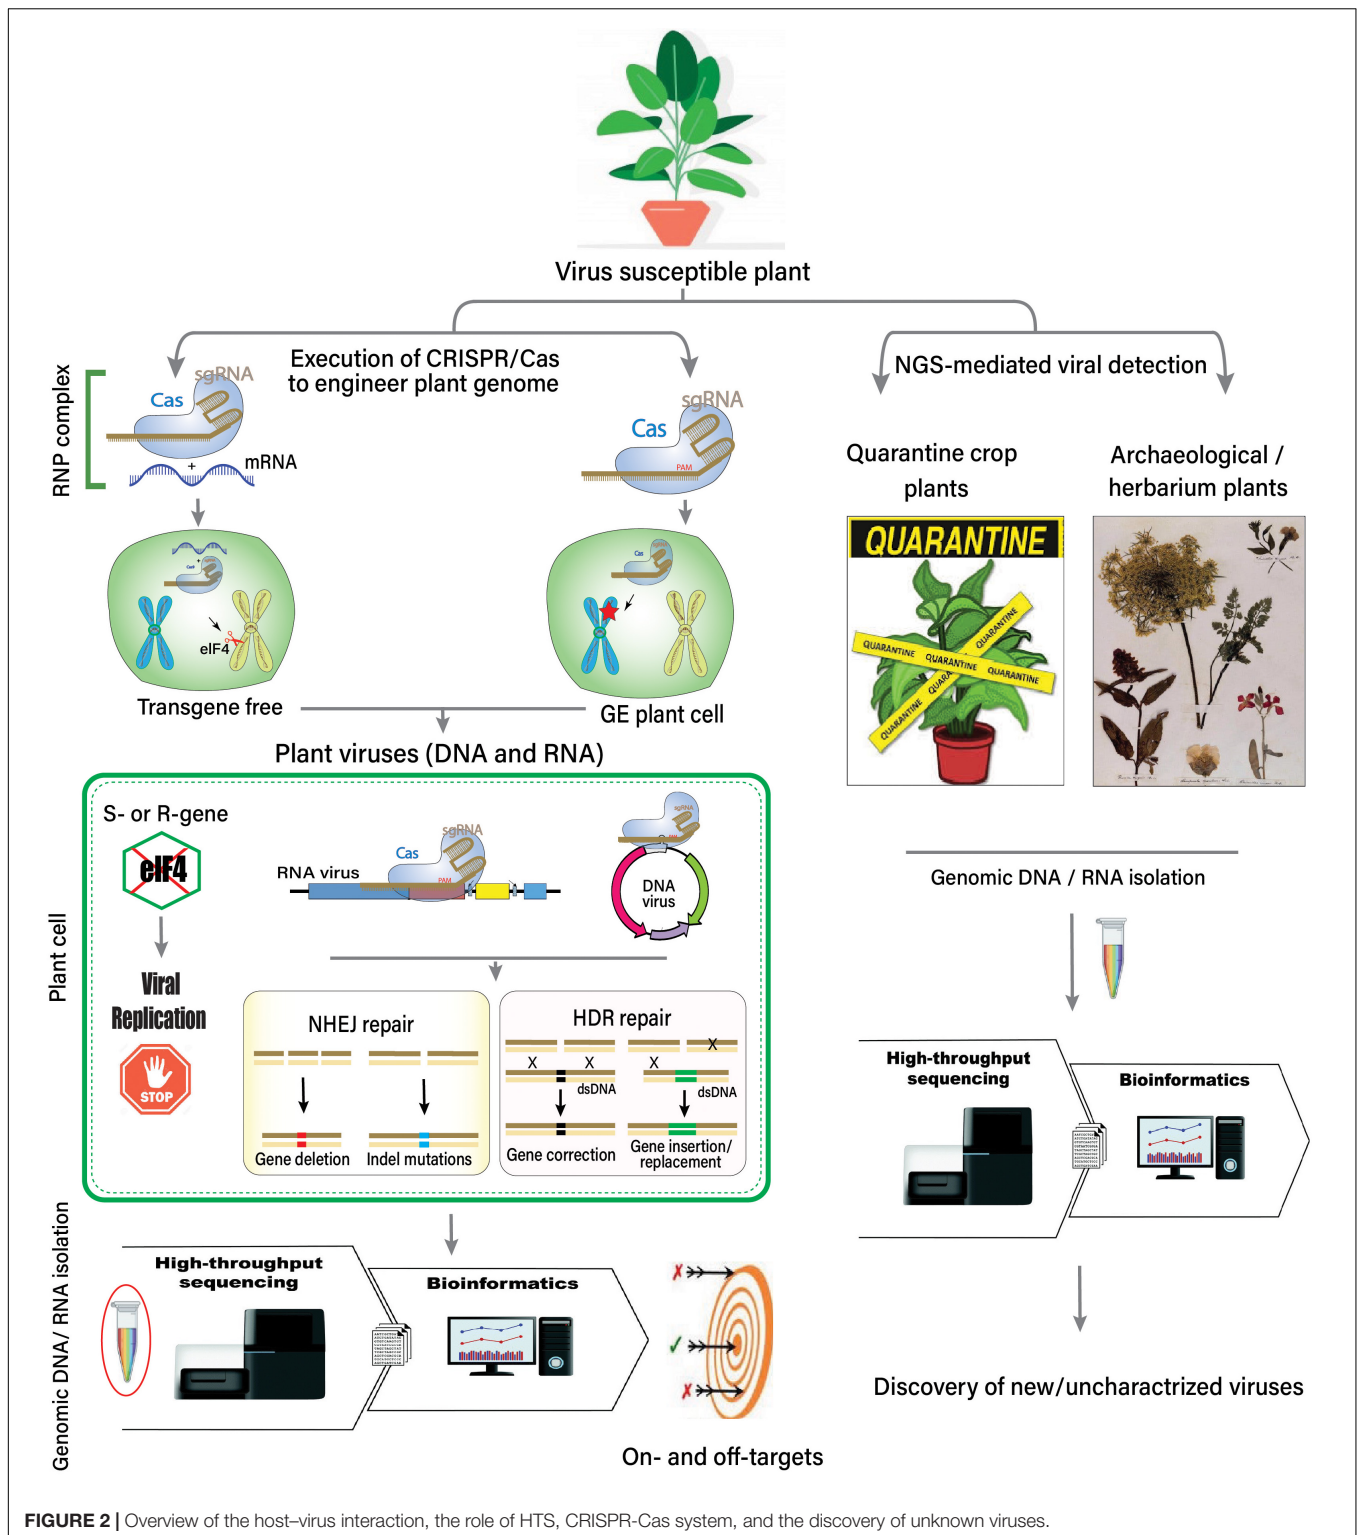 Virus susceptible plant
Execution of CRISPR/Cas
to engineer plant genome
NGS-mediated viral detection
RNP complex
sgRNA
Cas
+
mRNA
sgRNA
Cas
PAM
Quarantine crop
plants
Archaeological /
herbarium plants
QUARANTINE
QUARANTINE
QUARANTINE QUARANTINE QUARANTINE
QUARANTINE QUARA
eIF4
Cas
Transgene free
GE plant cell
Plant viruses (DNA and RNA)
Plant cell
S- or R-gene
eIF4
Viral
Replication
STOP
sgRNA
Cas
PAM
RNA virus
sgRNA
DNA
virus
NHEJ repair
Gene deletion
Indel mutations
HDR repair
X
X X X
dsDNA
dsDNA
Gene correction
Gene insertion/
replacement
Genomic DNA / RNA isolation
High-throughput
sequencing
Bioinformatics
Discovery of new/uncharactrized viruses
Genomic DNA/ RNA isolation
High-throughput
sequencing
Bioinformatics
On- and off-targets
FIGURE 2 | Overview of the host–virus interaction, the role of HTS, CRISPR-Cas system, and the discovery of unknown viruses.